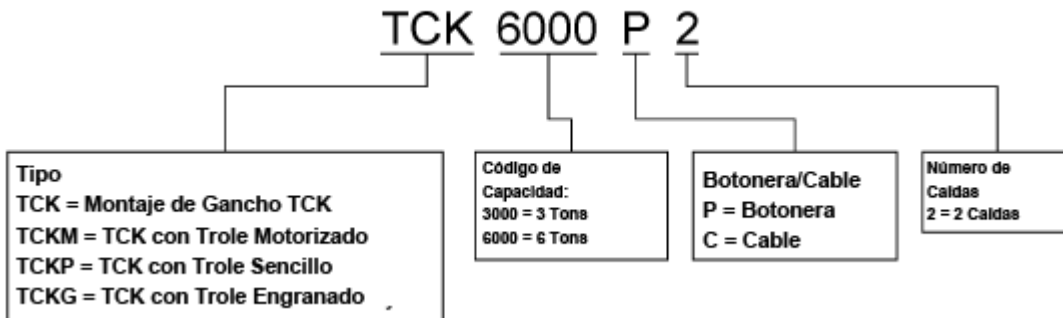 TCK 6000 P 2
Tipo
TCK = Montaje de Gancho TCK
TCKM = TCK con Trole Motorizado
TCKP = TCK con Trole Sencillo
TCKG = TCK con Trole Engranado
Código de
Capacidad:
3000 = 3 Tons
6000 = 6 Tons
Botonera/Cable
P = Botonera
C = Cable
Número de
Caidas
2 = 2 Caidas